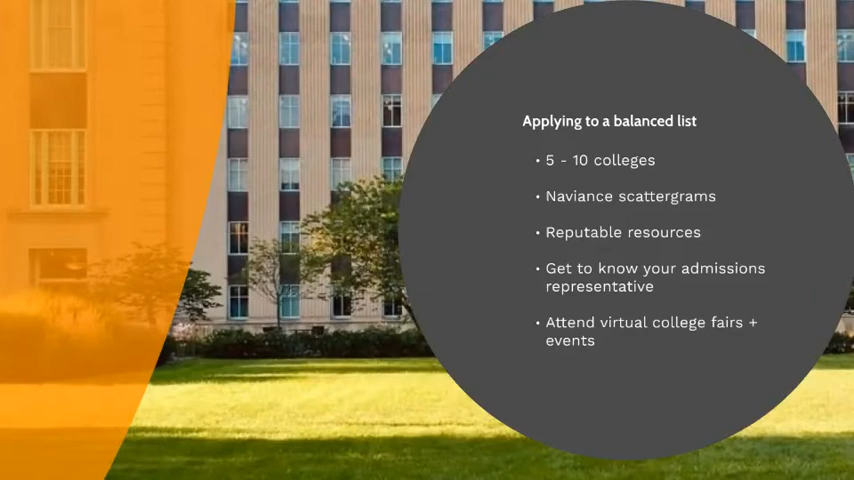 Applying to a balanced list
• 5 - 10 colleges
• Naviance scattergrams
• Reputable resources
• Get to know your admissions
representative
• Attend virtual college fairs +
events